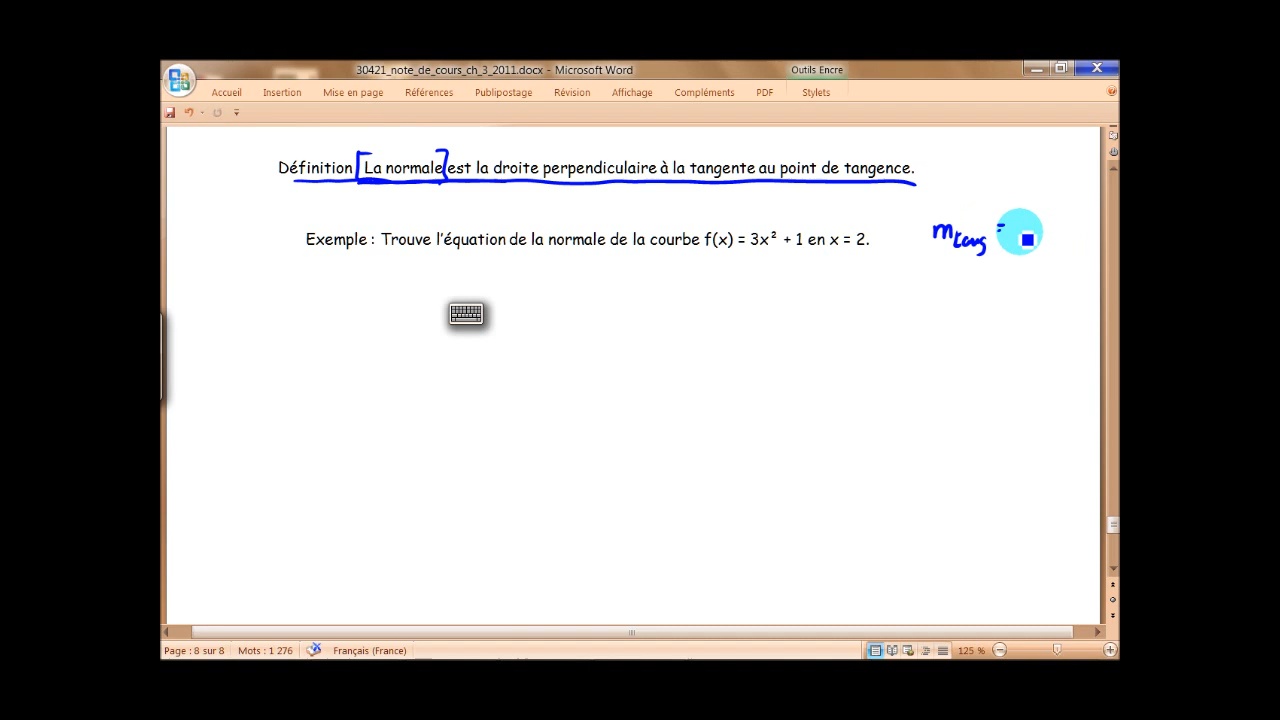 30421_note_de_cours_ch_3_2011.docx - Microsoft Word
Outils Encre
Accueil Insertion Mise en page Références Publipostage Révision Affichage Compléments PDF Stylets
Définition La normale est la droite perpendiculaire à la tangente au point de tangence.
Exemple : Trouve l'équation de la normale de la courbe f(x) = 3x² + 1 en x = 2.
m tang =
Page : 8 sur 8 Mots : 1 276 Français (France) 125 %